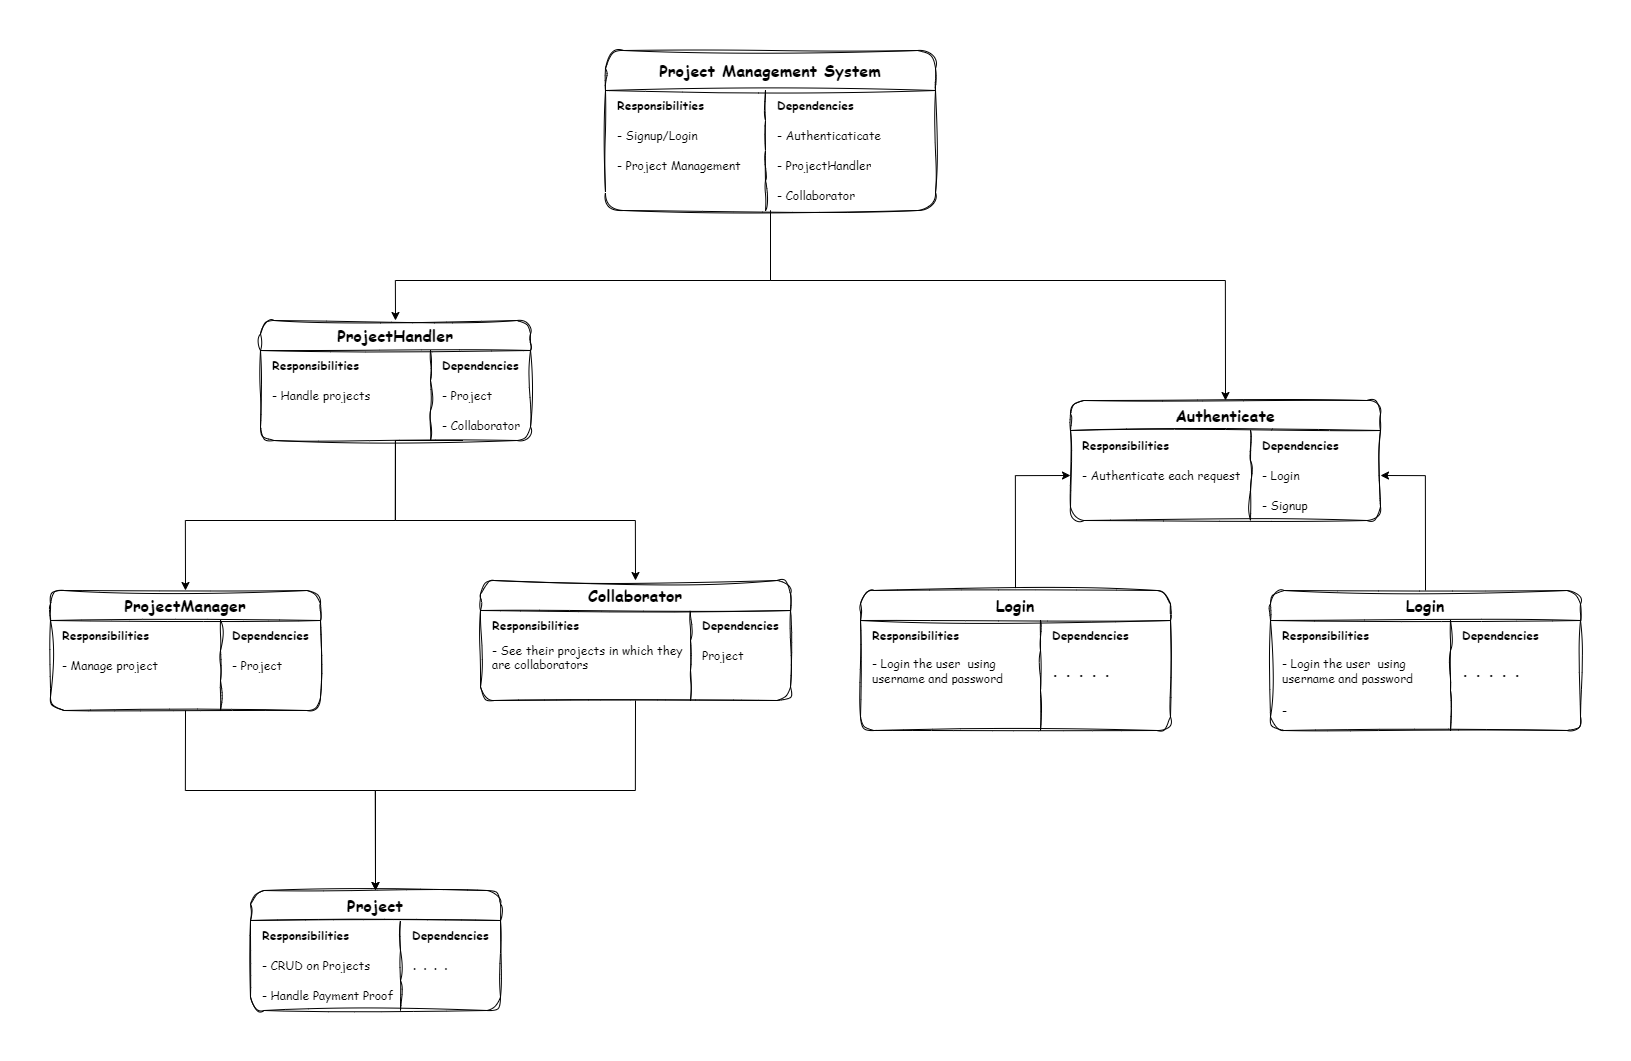 Project Management System
Responsibilities
- Signup/Login
- Project Management
Dependencies
- Authenticaticate
- ProjectHandler
- Collaborator
ProjectHandler
Responsibilities
- Handle projects
Dependencies
- Project
- Collaborator
Authenticate
Responsibilities
- Authenticate each request
Dependencies
- Login
- Signup
ProjectManager
Responsibilities
- Manage project
Dependencies
- Project
Collaborator
Responsibilities
- See their projects in which they
are collaborators
Dependencies
Project
Login
Responsibilities
- Login the user  using
username and password
Dependencies
. . . . .
Login
Responsibilities
- Login the user  using
username and password
-
Dependencies
. . . . .
Project
Responsibilities
- CRUD on Projects
- Handle Payment Proof
Dependencies
. . . .